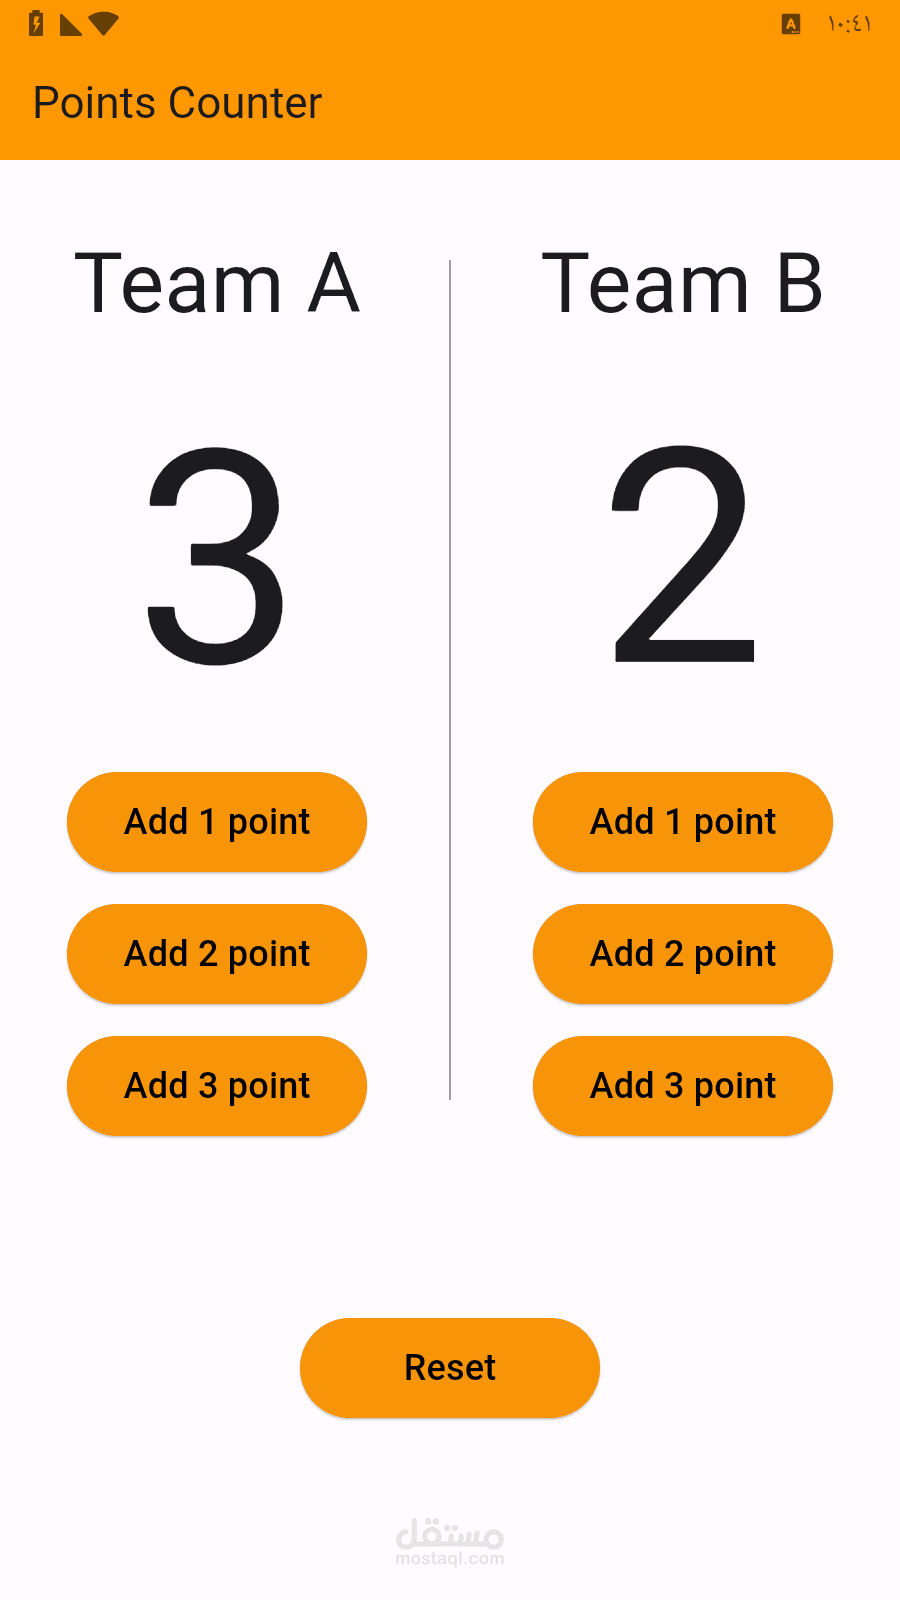 ١٠:٤١
Points Counter
Team A
Team B
3
2
Add 1 point
Add 1 point
Add 2 point
Add 2 point
Add 3 point
Add 3 point
Reset
مستقل
mostaql.com